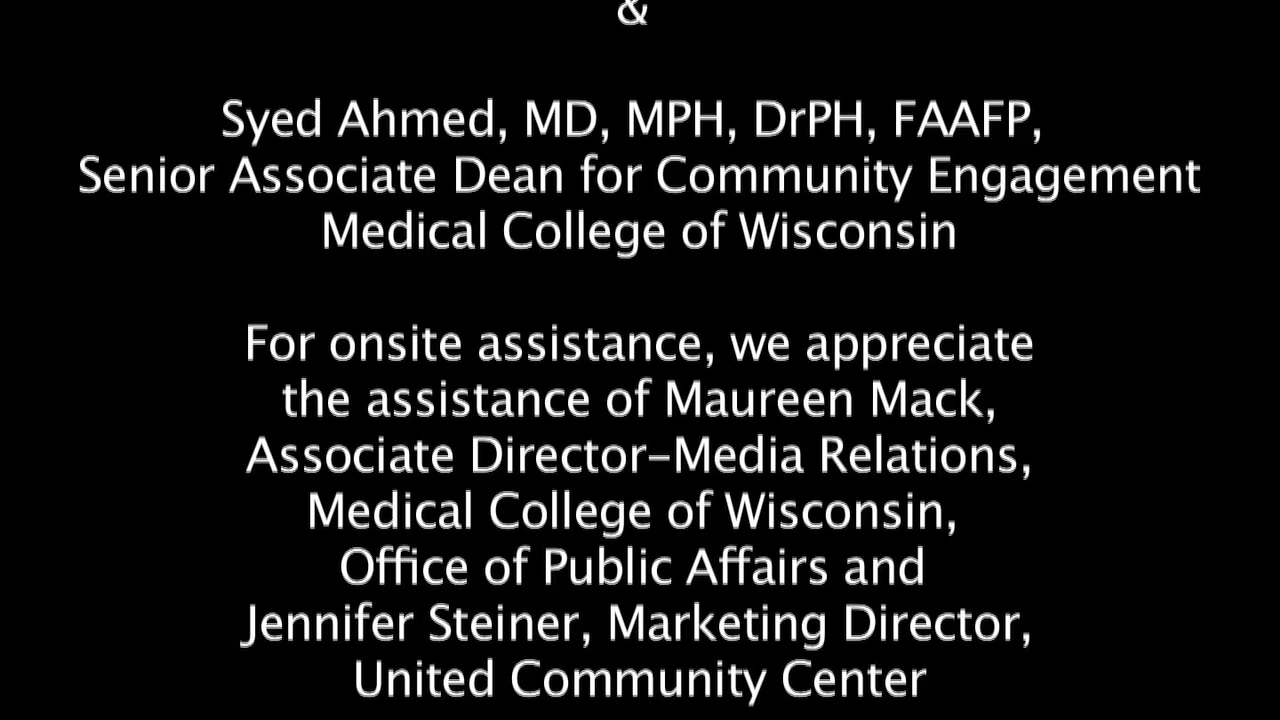 &
Syed Ahmed, MD, MPH, DrPH, FAAFP,
Senior Associate Dean for Community Engagement
Medical College of Wisconsin
For onsite assistance, we appreciate
the assistance of Maureen Mack,
Associate Director–Media Relations,
Medical College of Wisconsin,
Office of Public Affairs and
Jennifer Steiner, Marketing Director,
United Community Center